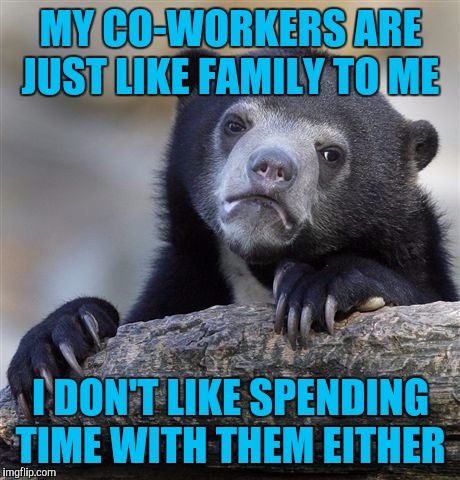 MY CO-WORKERS ARE
JUST LIKE FAMILY TO ME
I DON'T LIKE SPENDING
TIME WITH THEM EITHER
imgflip.com